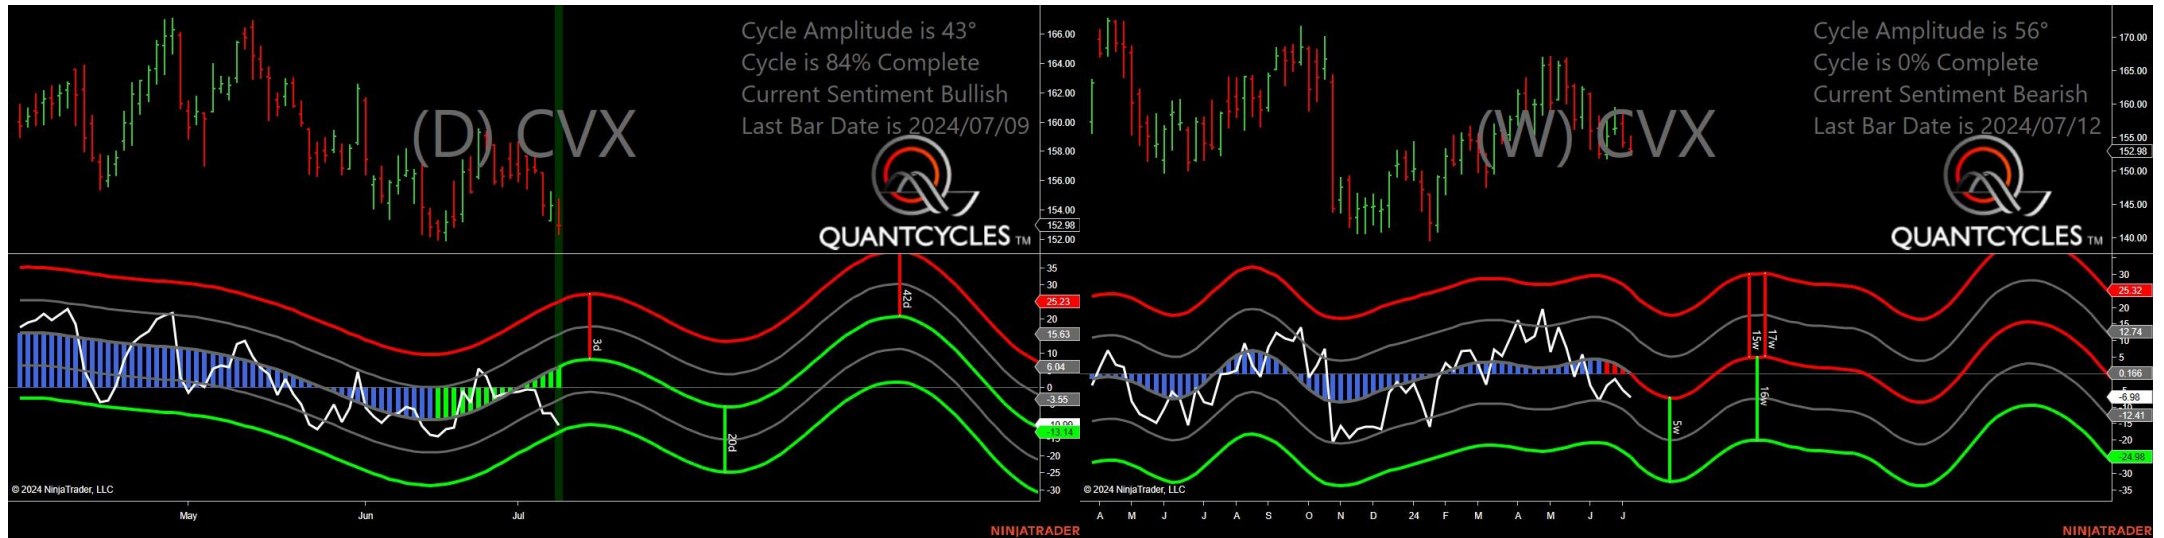 Cycle Amplitude is 43°
Cycle is 84% Complete
Current Sentiment Bullish
Last Bar Date is 2024/07/09
(D) CVX
QUANTCYCLES TM
166.00
164.00
162.00
160.00
158.00
156.00
154.00
152.98
152.00
35
30
25.23
20
15.63
10
6.04
0
-3.55
-13.14
-20
-25
-30
3d
20d
42d
© 2024 NinjaTrader, LLC
May
Jun
Jul
NINJATRADER
Cycle Amplitude is 56°
Cycle is 0% Complete
Current Sentiment Bearish
Last Bar Date is 2024/07/12
(W) CVX
QUANTCYCLES TM
170.00
165.00
160.00
155.00
152.98
150.00
145.00
140.00
30
25.32
20
12.74
10
5
0.166
-6.98
-12.41
-15
-20
-24.98
-30
-35
5w
15w
17w
16w
© 2024 NinjaTrader, LLC
A M J J A S O N D 24 F M A M J J
NINJATRADER